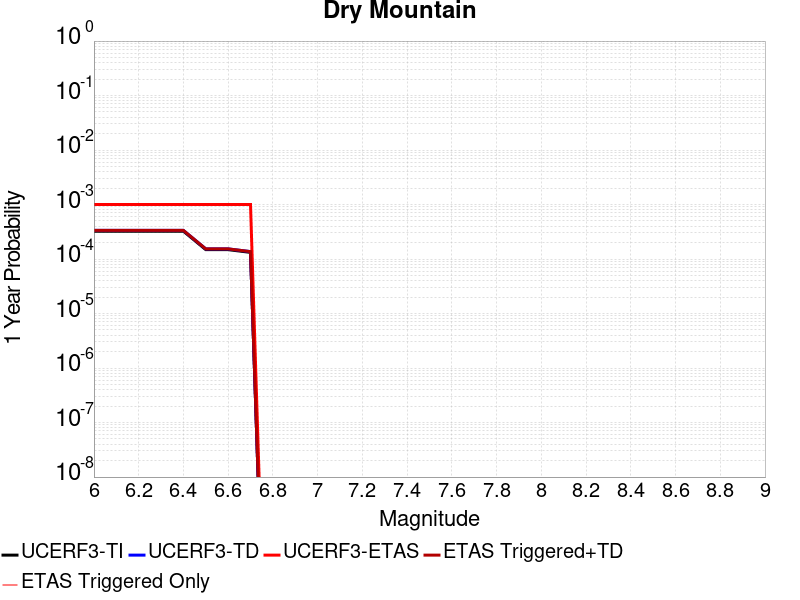 Dry Mountain
10^0
10^-1
10^-2
10^-3
10^-4
10^-5
10^-6
10^-7
10^-8
1 Year Probability
6 6.2 6.4 6.6 6.8 7 7.2 7.4 7.6 7.8 8 8.2 8.4 8.6 8.8 9
Magnitude
UCERF3-TI UCERF3-TD UCERF3-ETAS ETAS Triggered+TD
ETAS Triggered Only